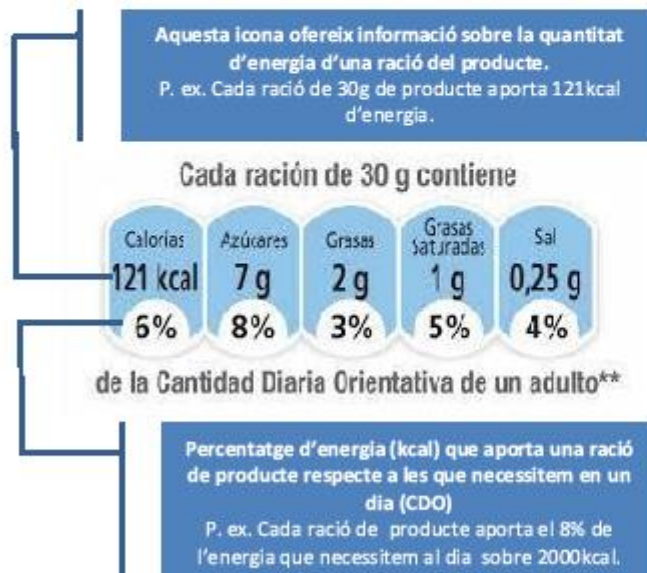 Aquesta icona ofereix informació sobre la quantitat
d'energia d'una ració del producte.
P. ex. Cada ració de 30g de producte aporta 121kcal
d'energia.
Cada ración de 30 g contiene
Calorías
121 kcal
6%
Azúcares
7 g
8%
Grasas
2 g
3%
Grasas
Saturadas
1 g
5%
Sal
0,25 g
4%
de la Cantidad Diaria Orientativa de un adulto**
Percentatge d'energia (kcal) que aporta una ració
de producte respecte a les que necessitem en un
dia (CDO)
P. ex. Cada ració de producte aporta el 8% de
l'energia que necessitem al dia sobre 2000kcal.